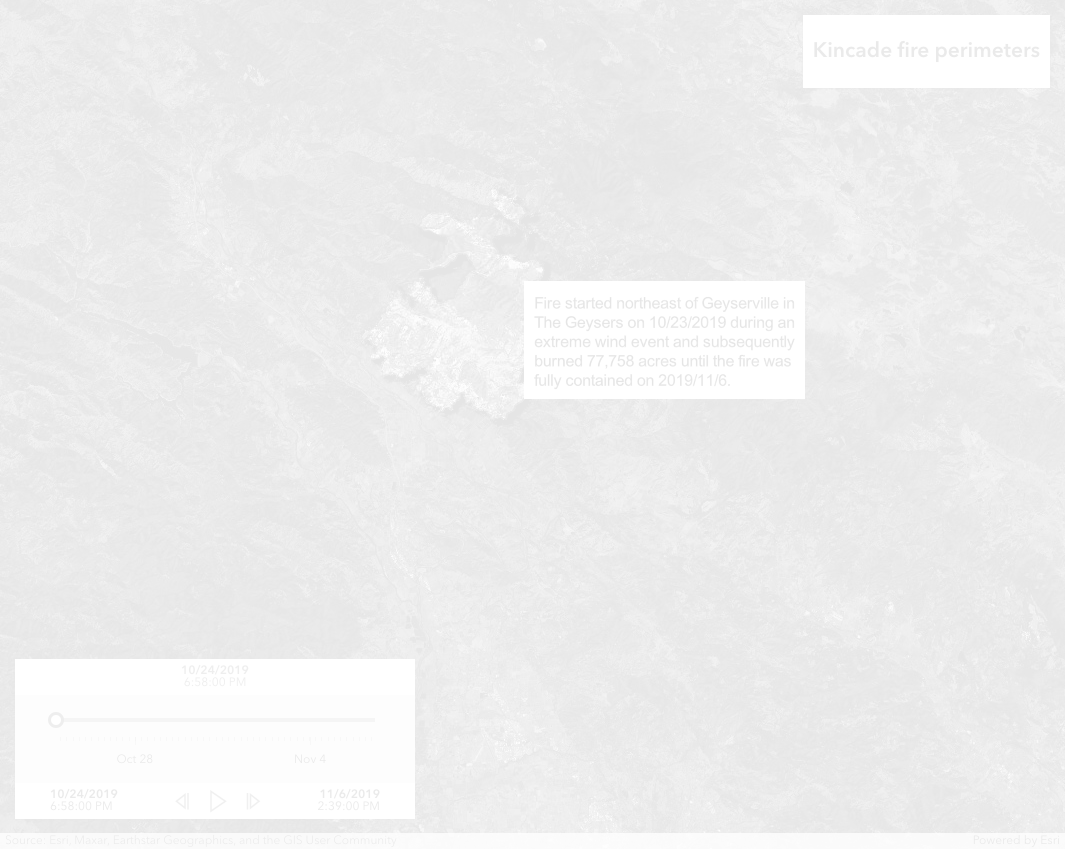 Kincade fire perimeters
Fire started northeast of Geyserville in
The Geysers on 10/23/2019 during an
extreme wind event and subsequently
burned 77,758 acres until the fire was
fully contained on 2019/11/6.
10/24/2019
6:58:00 PM
Oct 28
Nov 4
10/24/2019
6:58:00 PM
11/6/2019
2:39:00 PM
Source: Esri, Maxar, Earthstar Geographics, and the GIS User Community
Powered by Esri